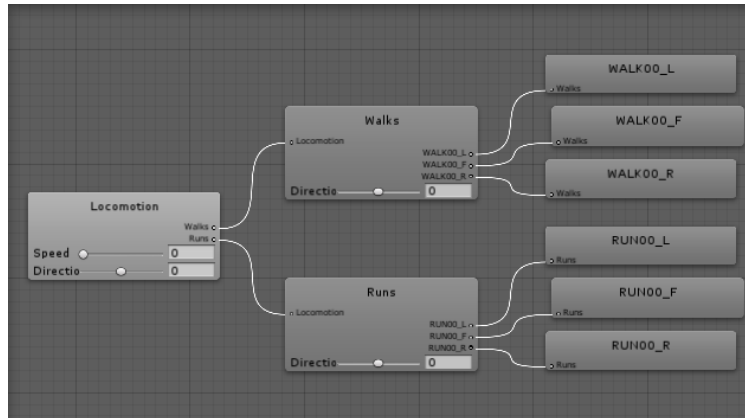 WALK00_L
Walks
WALK00_F
Walks
WALK00_R
Walks
Walks
Locomotion
WALK00_L
WALK00_F
WALK00_R
Directio 0
Locomotion
Walks
Runs
Speed 0
Directio 0
RUN00_L
Runs
RUN00_F
Runs
RUN00_R
Runs
Runs
Locomotion
RUN00_L
RUN00_F
RUN00_R
Directio 0